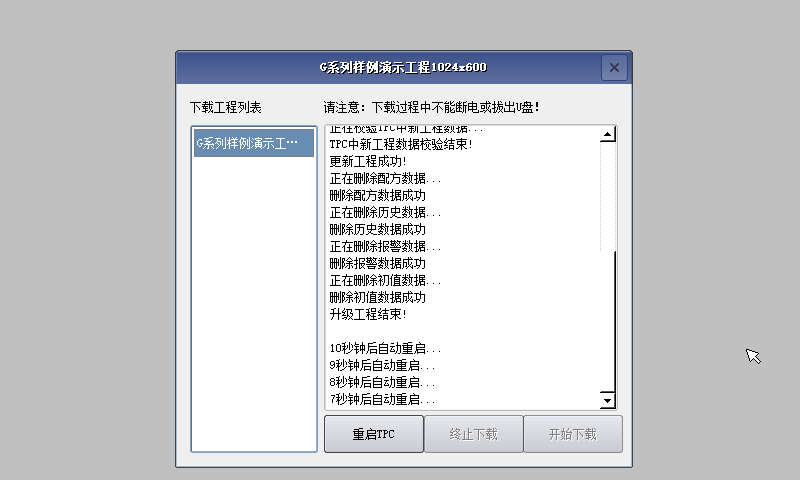 G系列样例演示工程1024x600
下载工程列表
请注意: 下载过程中不能断电或拔出U盘!
G系列样例演示工…
正在校验TPC中新工程数据...
TPC中新工程数据校验结束!
更新工程成功!
正在删除配方数据...
删除配方数据成功
正在删除历史数据...
删除历史数据成功
正在删除报警数据...
删除报警数据成功
正在删除初值数据...
删除初值数据成功
升级工程结束!
10秒钟后自动重启...
9秒钟后自动重启...
8秒钟后自动重启...
7秒钟后自动重启...
重启TPC
终止下载
开始下载